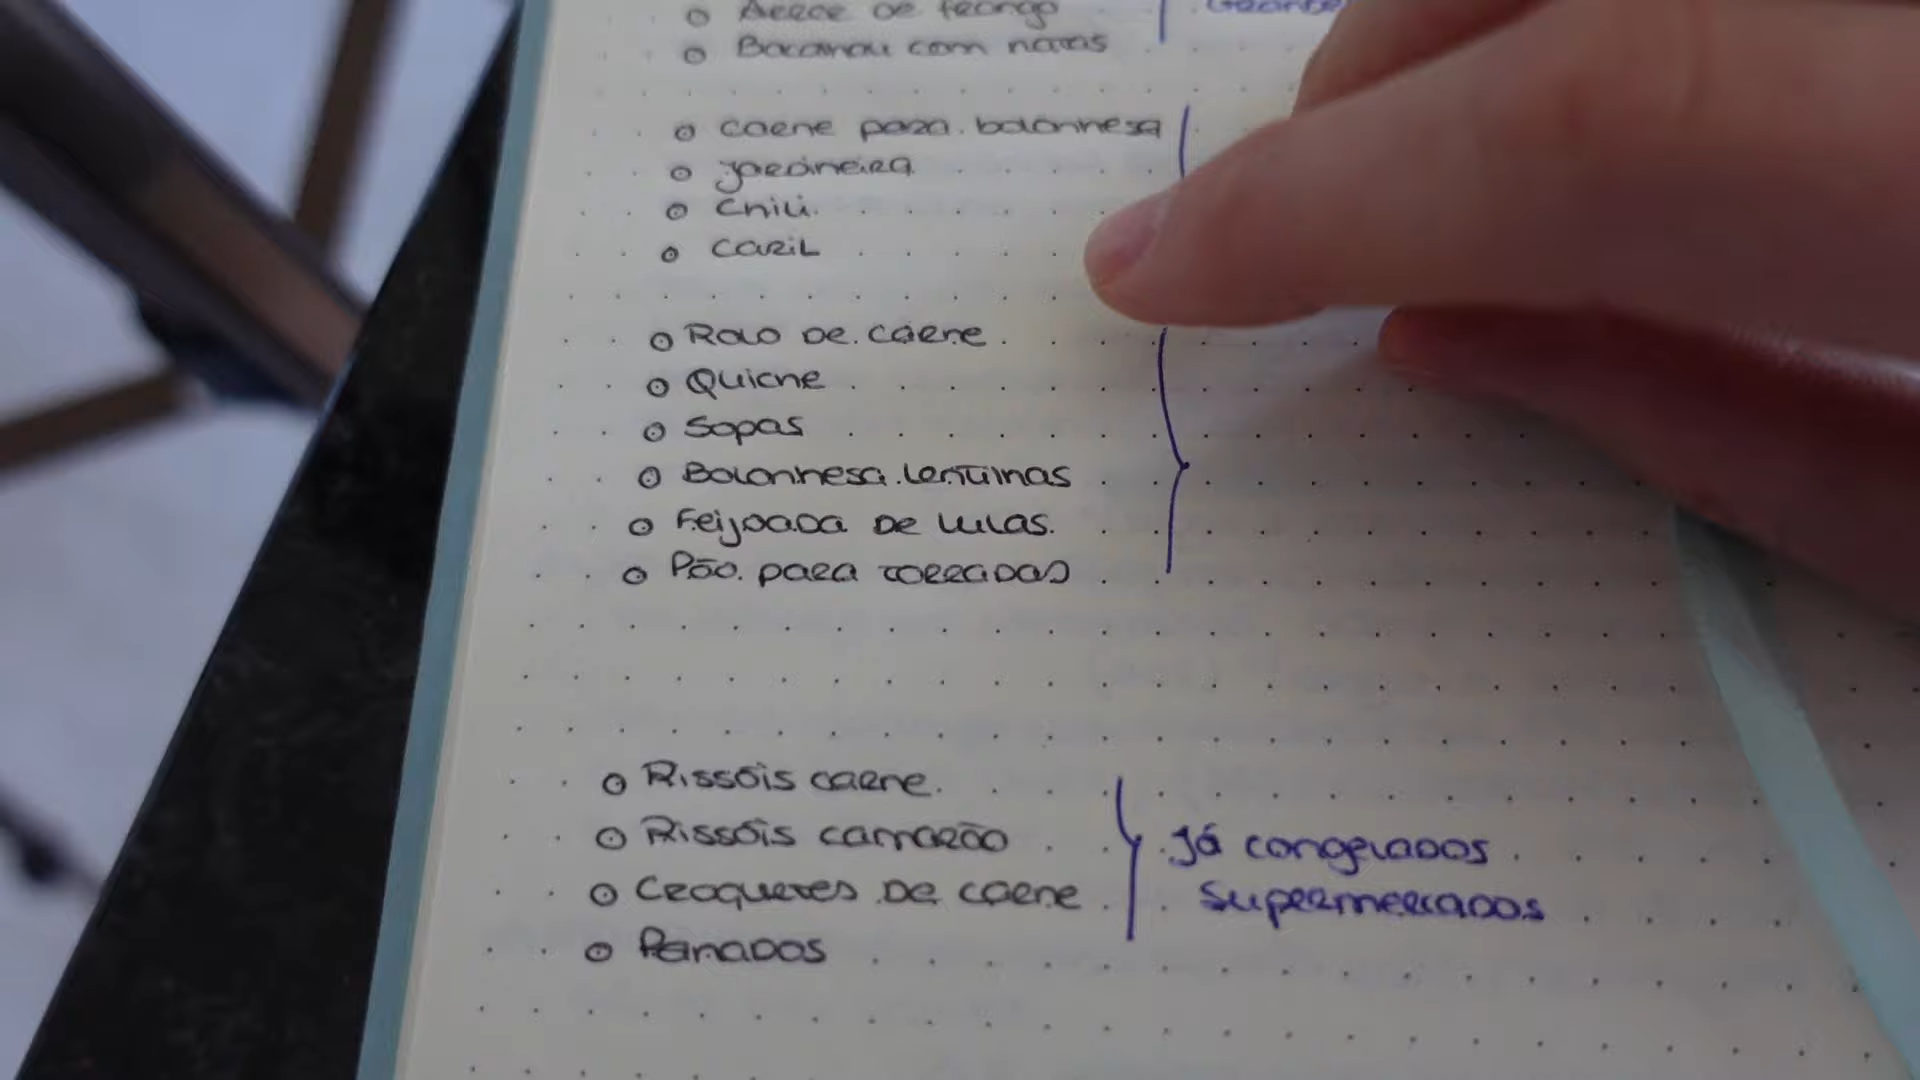 Arroz de frango
Bacalhau com natas
Carne para bolonhesa
Jardineira
Chili
Caril
Rolo de carne
Quiche
Sopas
Bolonhesa lentilhas
Feijoada de lulas
Pão para torradas
Rissóis carne
Rissóis camarão
Croquetes de carne
Panados
Já congelados
Supermercados